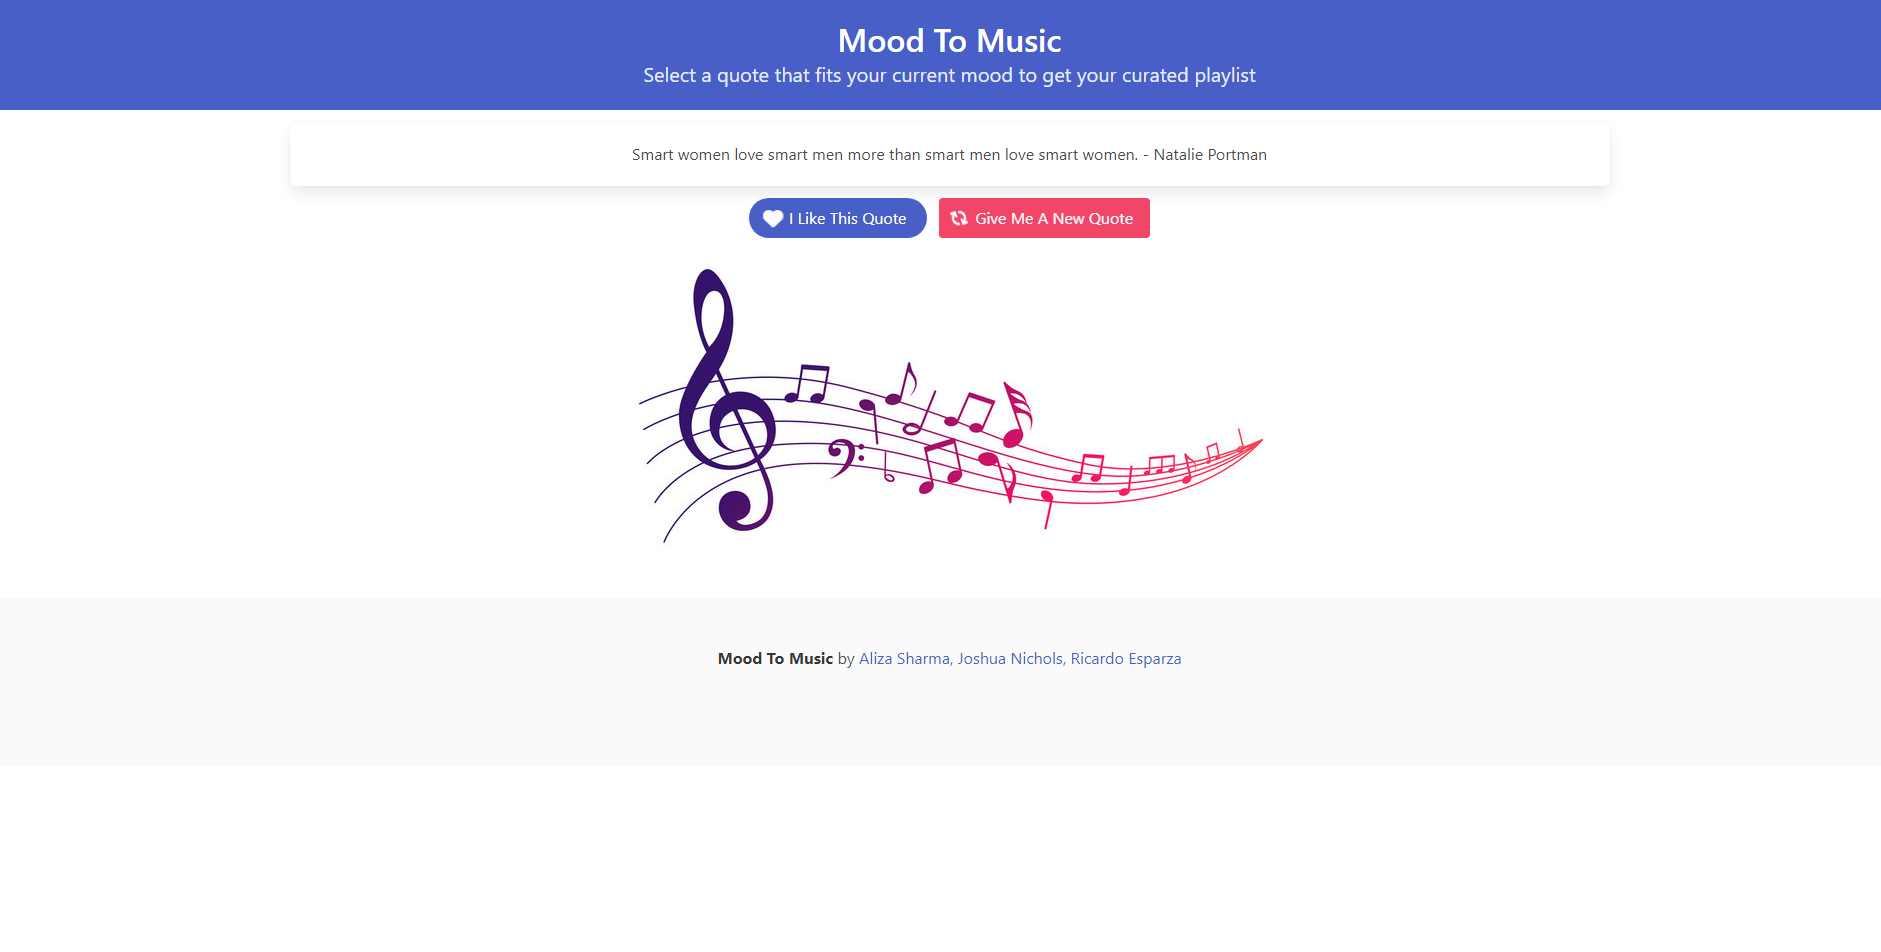 Mood To Music
Select a quote that fits your current mood to get your curated playlist
Smart women love smart men more than smart men love smart women. - Natalie Portman
I Like This Quote
Give Me A New Quote
Mood To Music by Aliza Sharma, Joshua Nichols, Ricardo Esparza